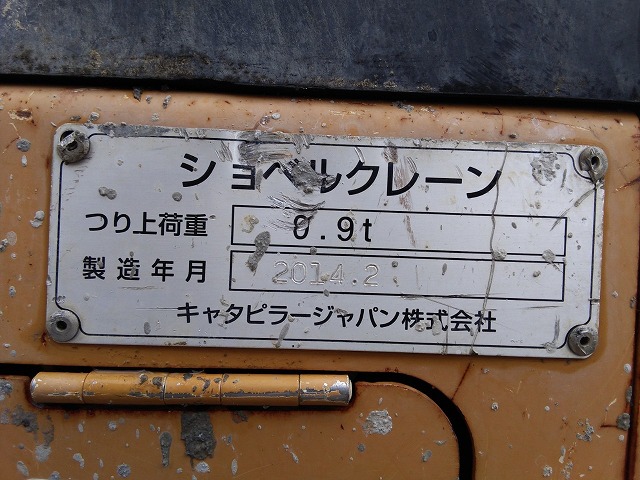 ショベルクレーン
つり上荷重 0.9t
製造年月 2014.2
キャタピラージャパン株式会社